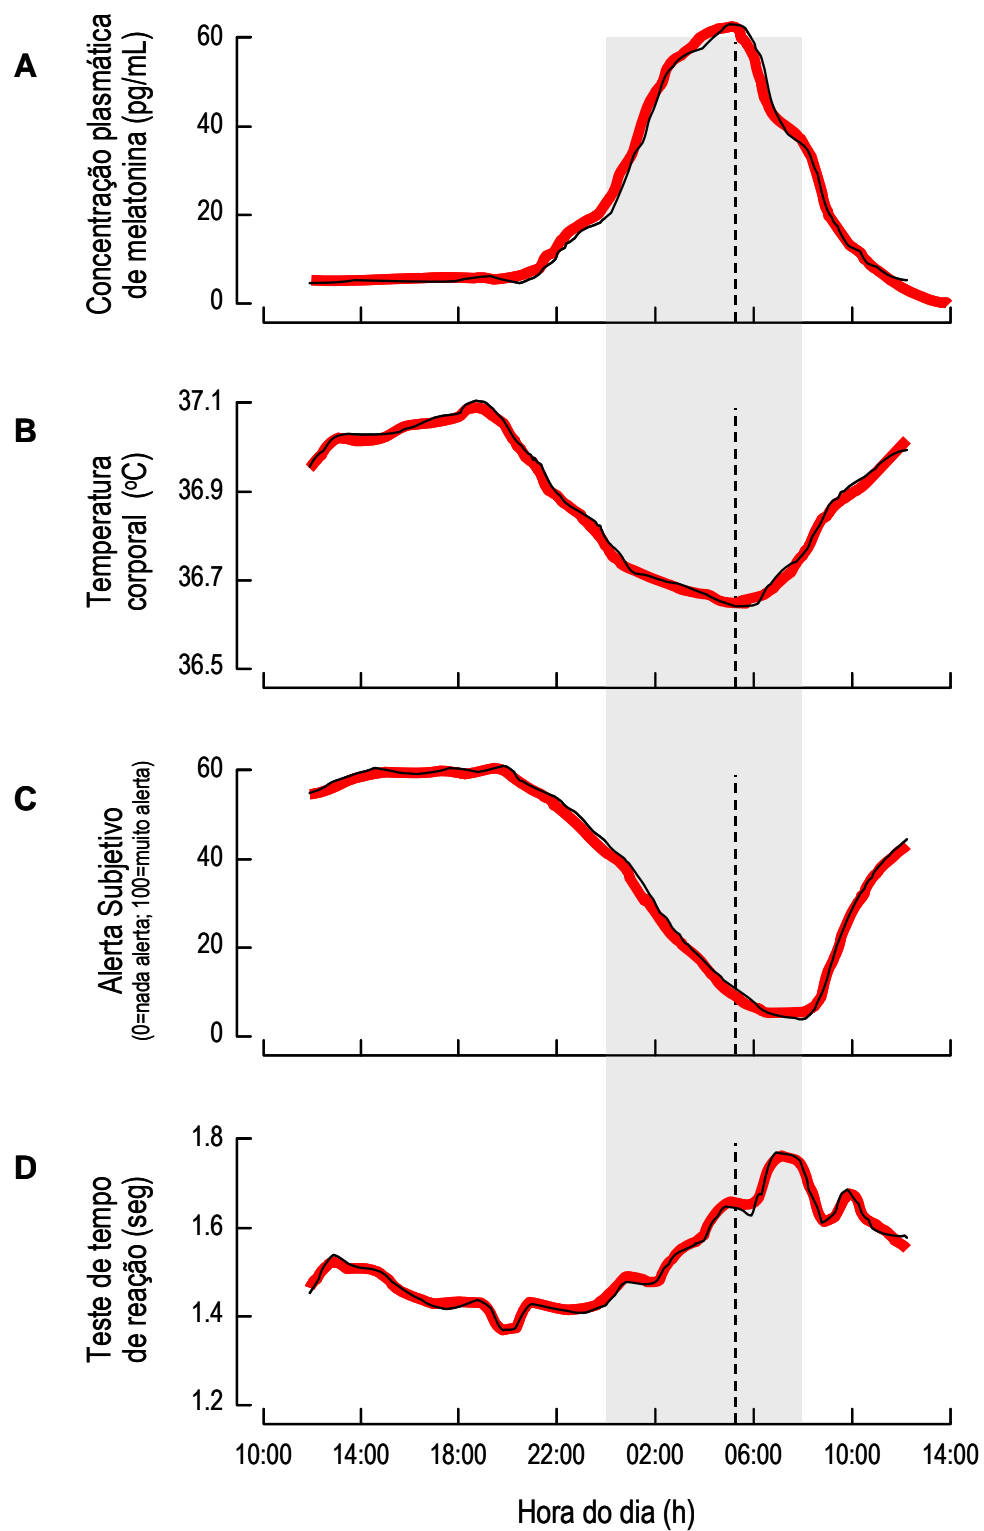 A
Concentração plasmática
de melatonina (pg/mL)
60
40
20
0
B
Temperatura
corporal (ºC)
37.1
36.9
36.7
36.5
C
Alerta Subjetivo
(0=nada alerta; 100=muito alerta)
60
40
20
0
D
Teste de tempo
de reação (seg)
1.8
1.6
1.4
1.2
10:00 14:00 18:00 22:00 02:00 06:00 10:00 14:00
Hora do dia (h)